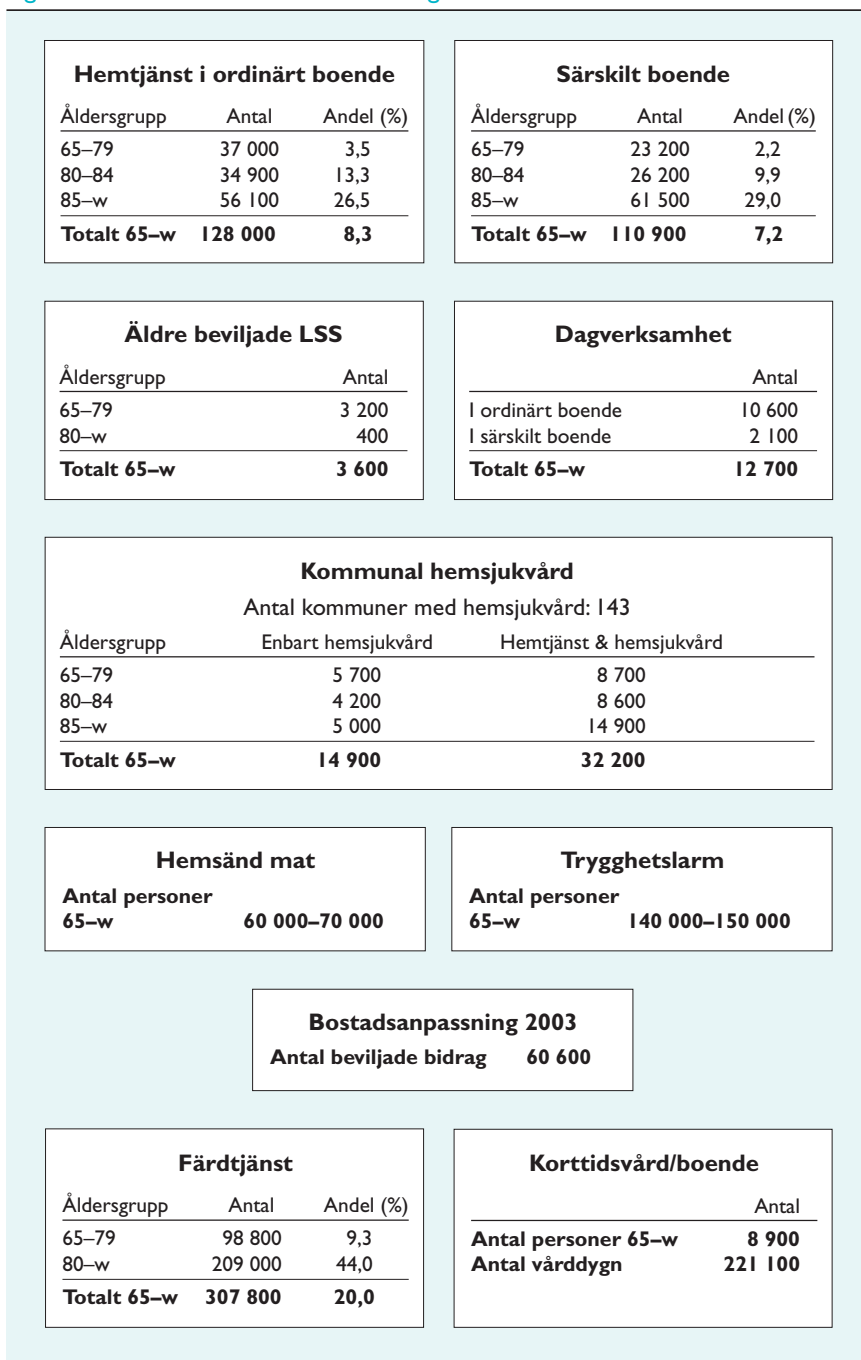 Hemtjänst i ordinärt boende
Åldersgrupp Antal Andel (%)
65–79 37 000 3,5
80–84 34 900 13,3
85–w 56 100 26,5
Totalt 65–w 128 000 8,3
Särskilt boende
Åldersgrupp Antal Andel (%)
65–79 23 200 2,2
80–84 26 200 9,9
85–w 61 500 29,0
Totalt 65–w 110 900 7,2
Äldre beviljade LSS
Åldersgrupp Antal
65–79 3 200
80–w 400
Totalt 65–w 3 600
Dagverksamhet
Antal
I ordinärt boende 10 600
I särskilt boende 2 100
Totalt 65–w 12 700
Kommunal hemsjukvård
Antal kommuner med hemsjukvård: 143
Åldersgrupp Enbart hemsjukvård Hemtjänst & hemsjukvård
65–79 5 700 8 700
80–84 4 200 8 600
85–w 5 000 14 900
Totalt 65–w 14 900 32 200
Hemsänd mat
Antal personer
65–w 60 000–70 000
Trygghetslarm
Antal personer
65–w 140 000–150 000
Bostadsanpassning 2003
Antal beviljade bidrag 60 600
Färdtjänst
Åldersgrupp Antal Andel (%)
65–79 98 800 9,3
80–w 209 000 44,0
Totalt 65–w 307 800 20,0
Korttidsvård/boende
Antal
Antal personer 65–w 8 900
Antal vårddygn 221 100